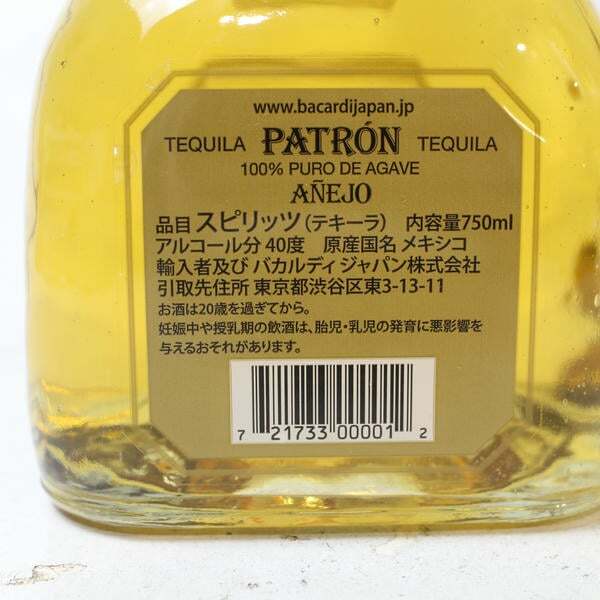 www.bacardijapan.jp
TEQUILA PATRÓN TEQUILA
100% PURO DE AGAVE
AÑEJO
品目 スピリッツ(テキーラ) 内容量750ml
アルコール分 40度 原産国名 メキシコ
輸入者及び バカルディ ジャパン株式会社
引取先住所 東京都渋谷区東3-13-11
お酒は20歳を過ぎてから。
妊娠中や授乳期の飲酒は、胎児・乳児の発育に悪影響を
与えるおそれがあります。
7 21733 00001 2